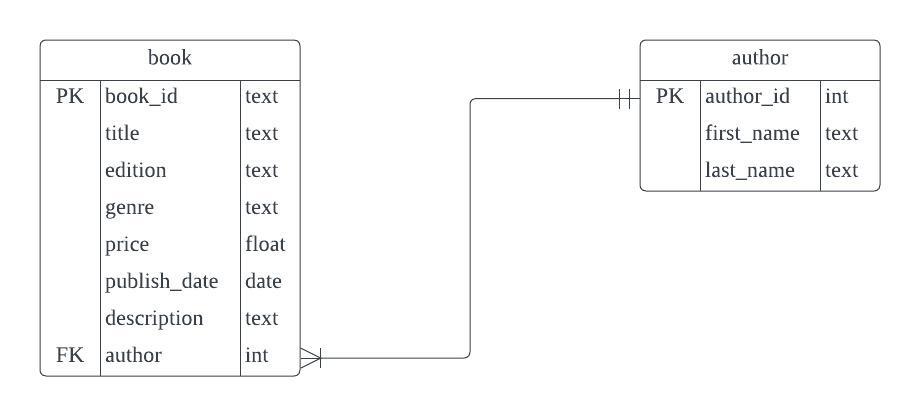 book
PK book_id text
title text
edition text
genre text
price float
publish_date date
description text
FK author int
author
PK author_id int
first_name text
last_name text